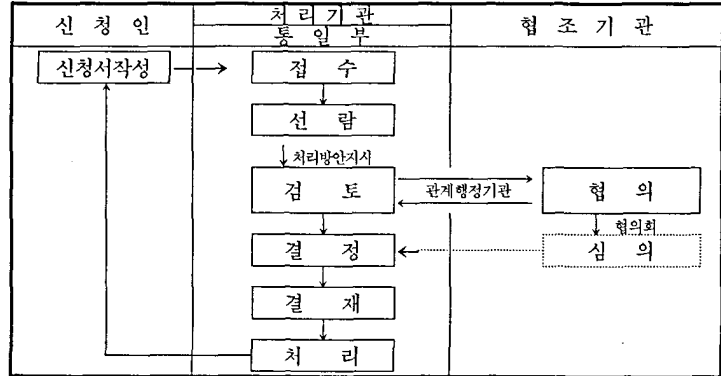 신 청 인
처 리 기 관
통 일 부
협 조 기 관
신청서작성
접 수
선 람
처리방안지시
검 토
관계행정기관
협 의
협의회
결 정
심 의
결 재
처 리